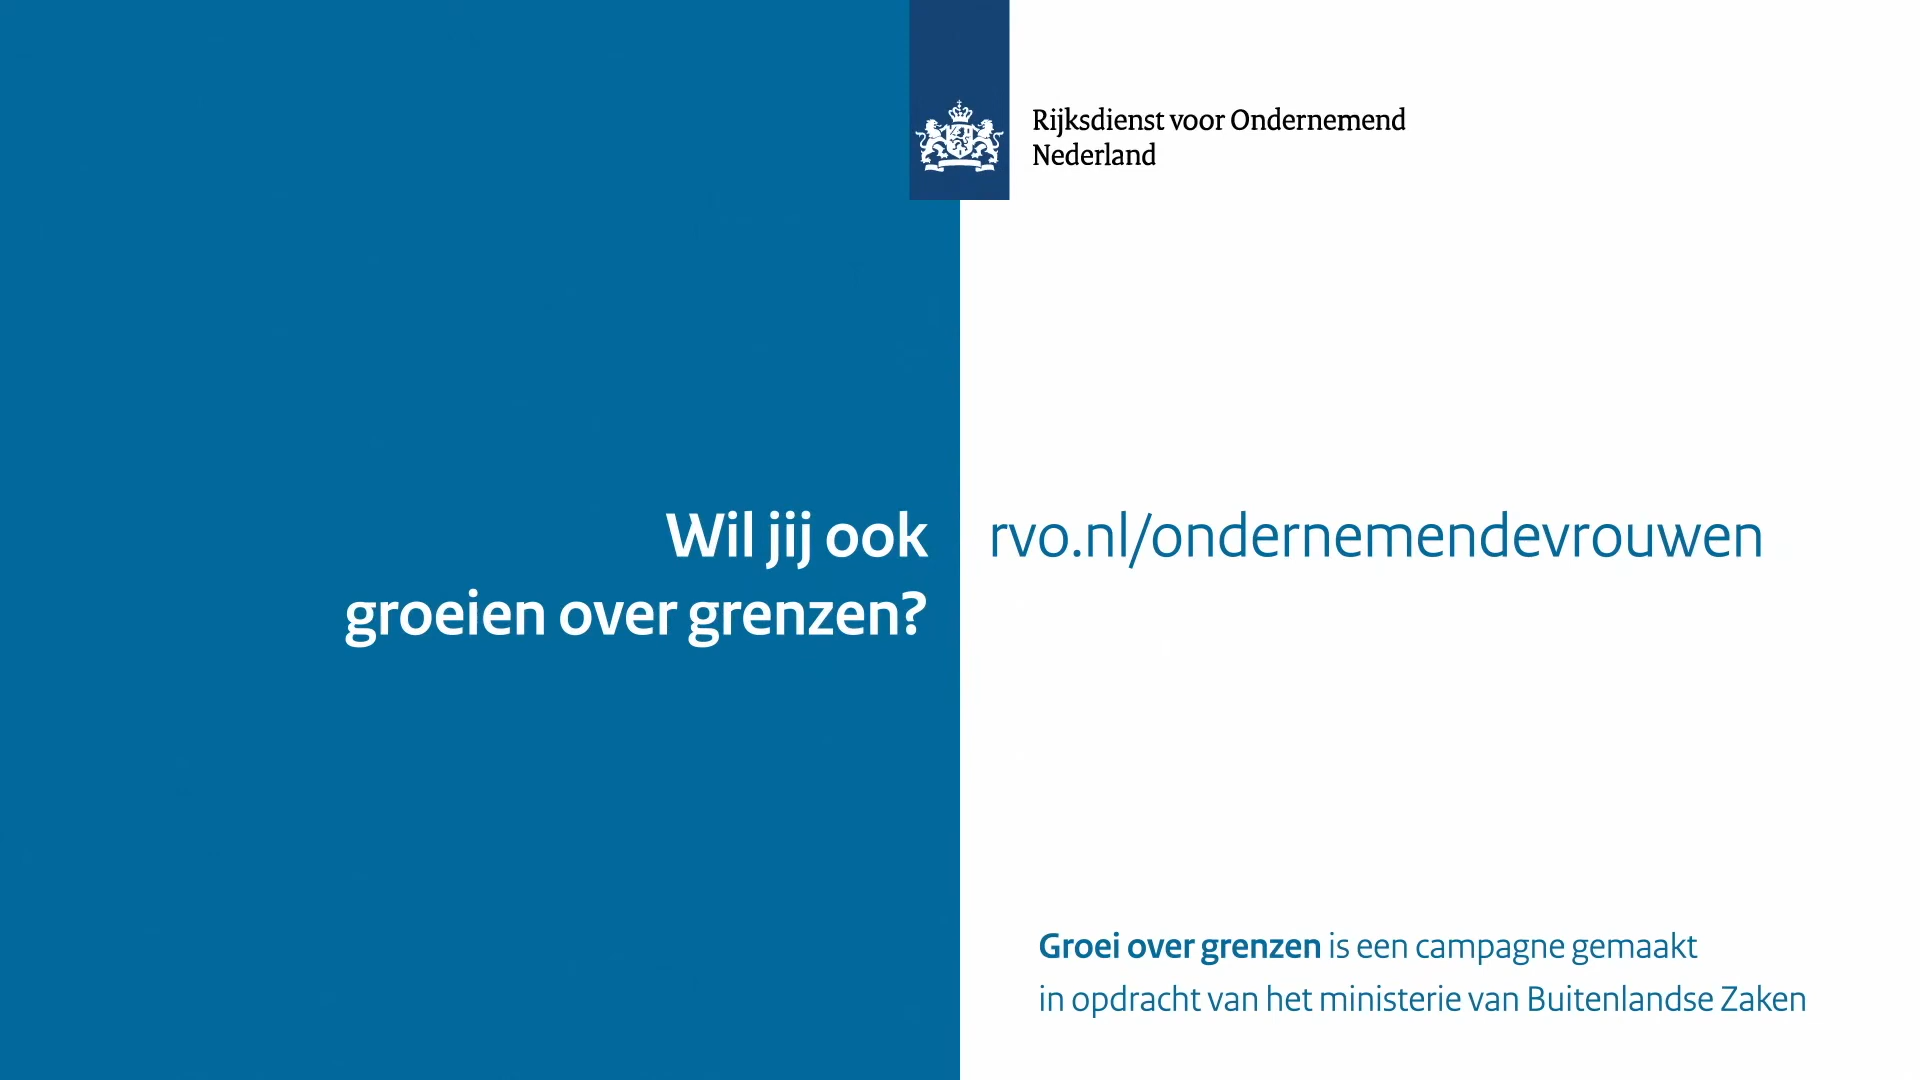 Rijksdienst voor Ondernemend
Nederland
Wil jij ook
groeien over grenzen?
rvo.nl/ondernemendevrouwen
Groei over grenzen is een campagne gemaakt
in opdracht van het ministerie van Buitenlandse Zaken